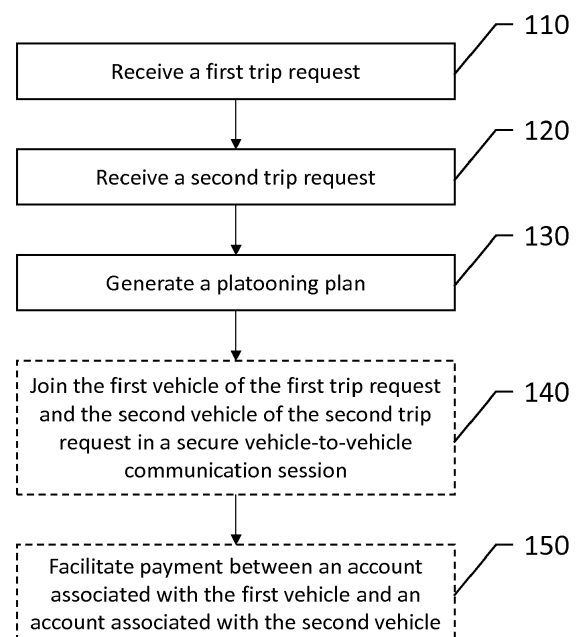 110
Receive a first trip request
120
Receive a second trip request
130
Generate a platooning plan
140
Join the first vehicle of the first trip request
and the second vehicle of the second trip
request in a secure vehicle-to-vehicle
communication session
150
Facilitate payment between an account
associated with the first vehicle and an
account associated with the second vehicle